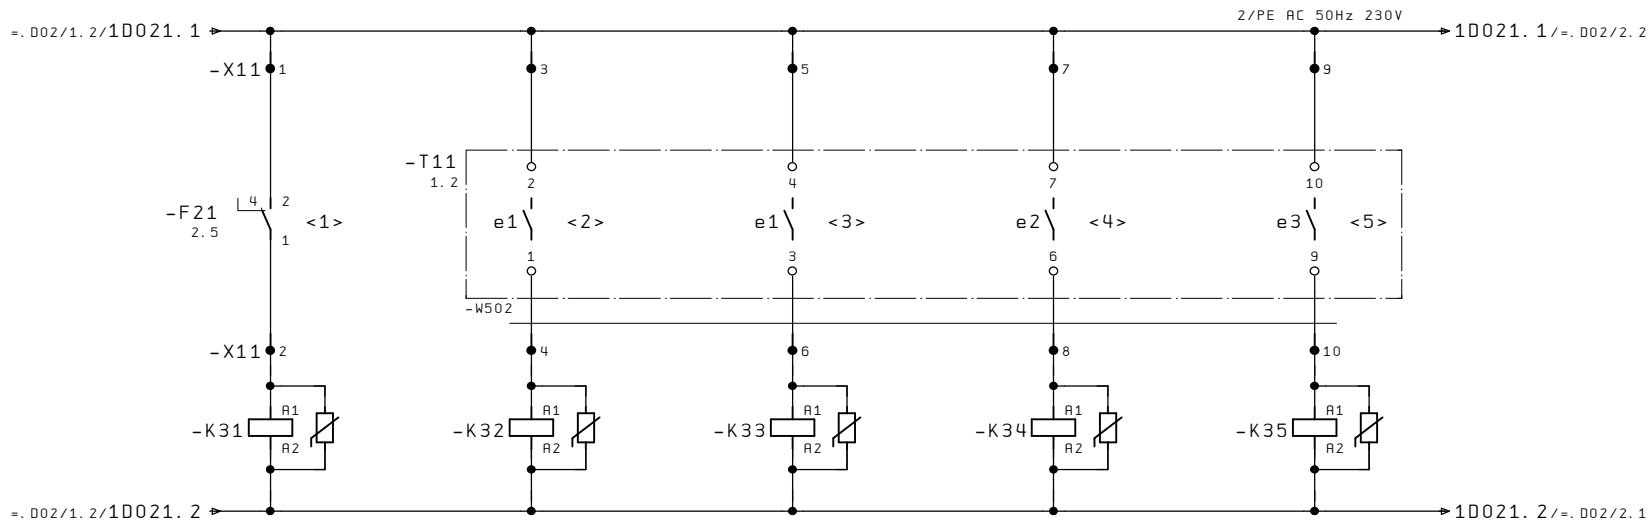 2/PE AC 50Hz 230V
=.D02/1.2/1D021.1 1D021.1/=.D02/2.2
-X11 1 3 5 7 9
-T11
1.2
2 4 7 10
-F21 4 2 <1> e1 <2> e1 <3> e2 <4> e3 <5>
2.5 1
1 3 6 9
-W502
-X11 2 4 6 8 10
A1 A1 A1 A1 A1
-K31 -K32 -K33 -K34 -K35
A2 A2 A2 A2 A2
=.D02/1.2/1D021.2 1D021.2/=.D02/2.1